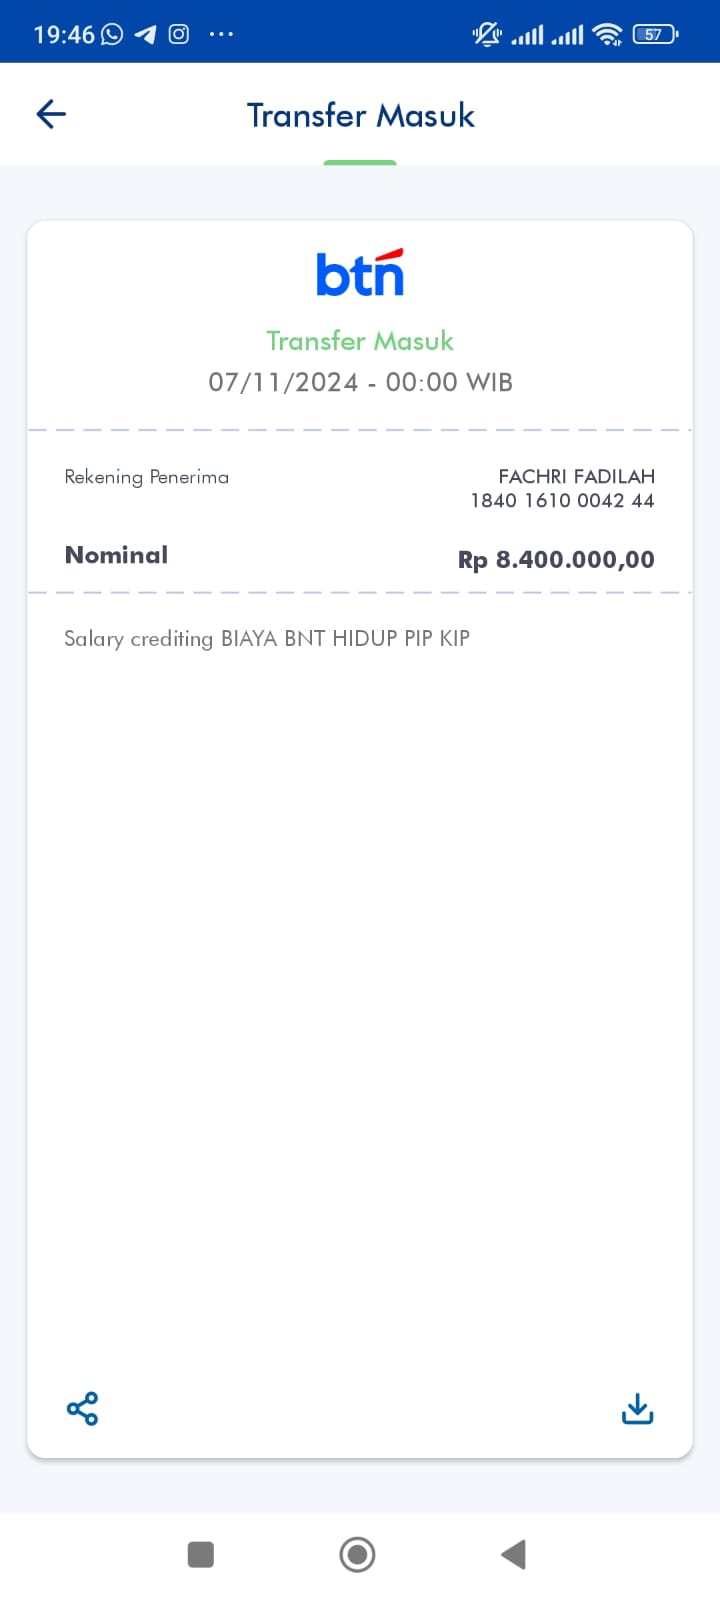 19:46
57
Transfer Masuk
btn
Transfer Masuk
07/11/2024 - 00:00 WIB
Rekening Penerima
FACHRI FADILAH
1840 1610 0042 44
Nominal
Rp 8.400.000,00
Salary crediting BIAYA BNT HIDUP PIP KIP